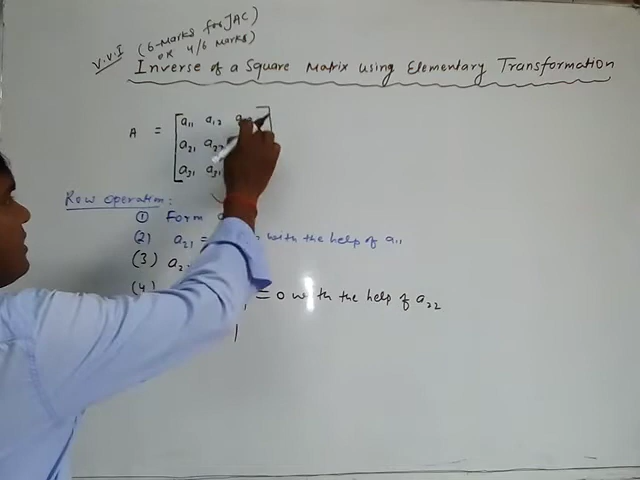 (6-Marks for JAC)
V.V.I OR 4/6 Marks)
Inverse of a Square Matrix using Elementary Transformation
A = [a11 a12
a21 a22
a31
Row operation:
① Form
(2) a21 = with the help of a11
(3) a2
(4)
= 0 with the help of a22
1